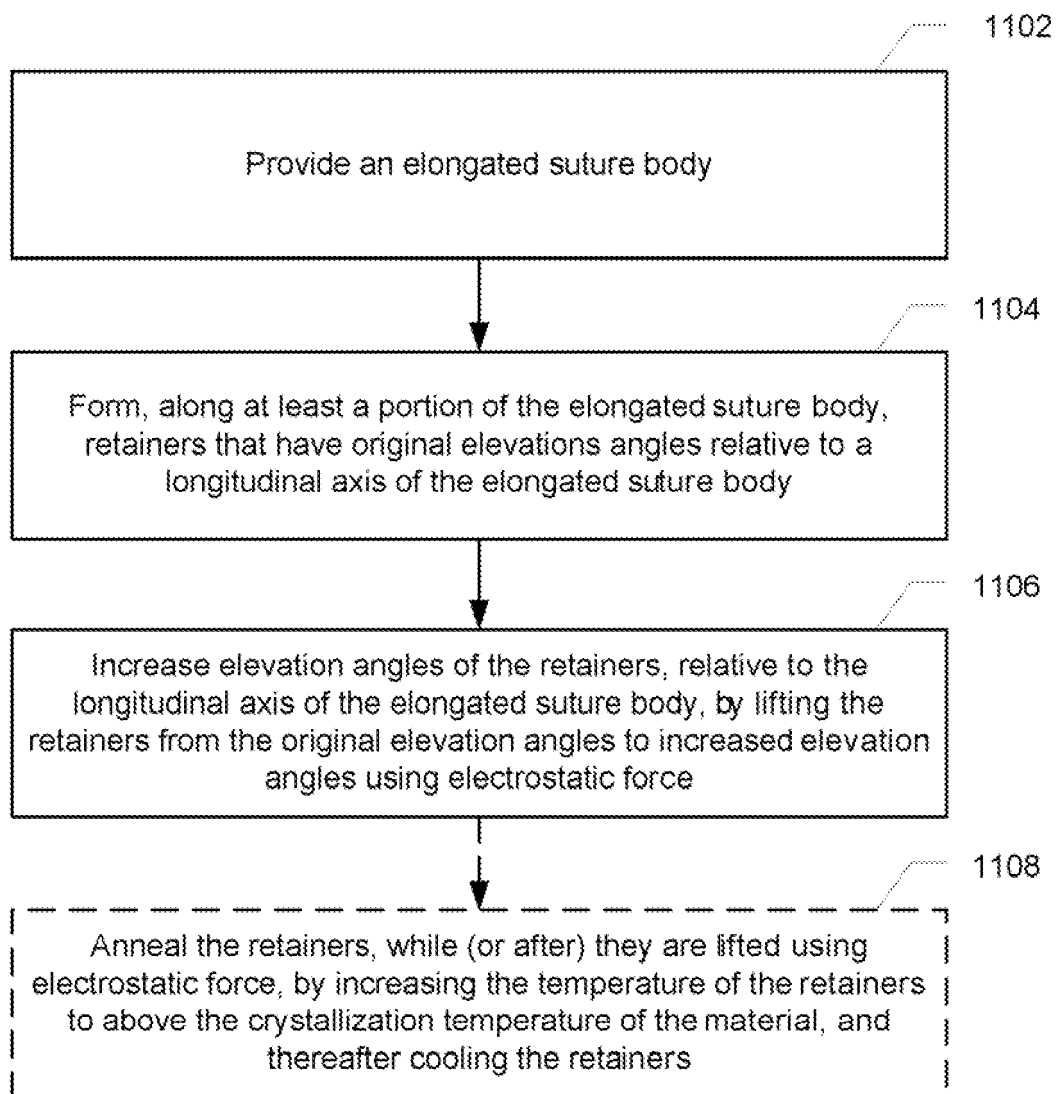 1102
Provide an elongated suture body
1104
Form, along at least a portion of the elongated suture body,
retainers that have original elevations angles relative to a
longitudinal axis of the elongated suture body
1106
Increase elevation angles of the retainers, relative to the
longitudinal axis of the elongated suture body, by lifting the
retainers from the original elevation angles to increased elevation
angles using electrostatic force
1108
Anneal the retainers, while (or after) they are lifted using
electrostatic force, by increasing the temperature of the retainers
to above the crystallization temperature of the material, and
thereafter cooling the retainers